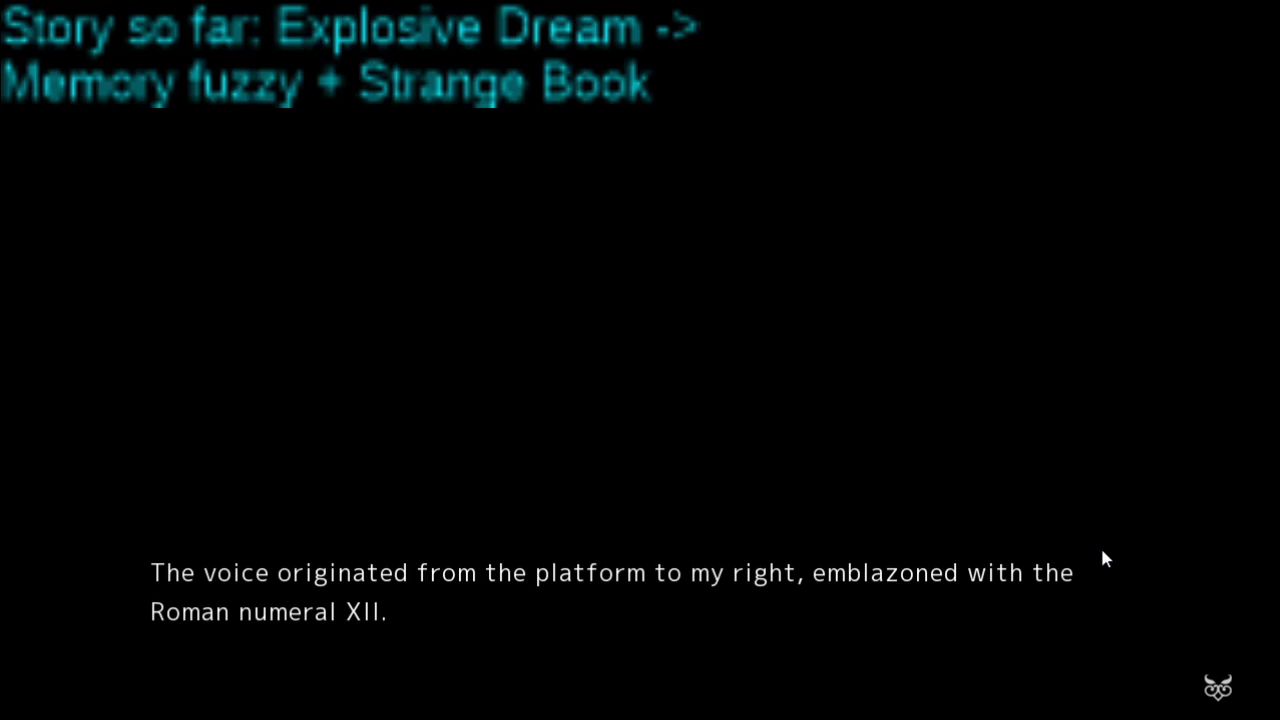 Story so far: Explosive Dream ->
Memory fuzzy + Strange Book
The voice originated from the platform to my right, emblazoned with the
Roman numeral XII.